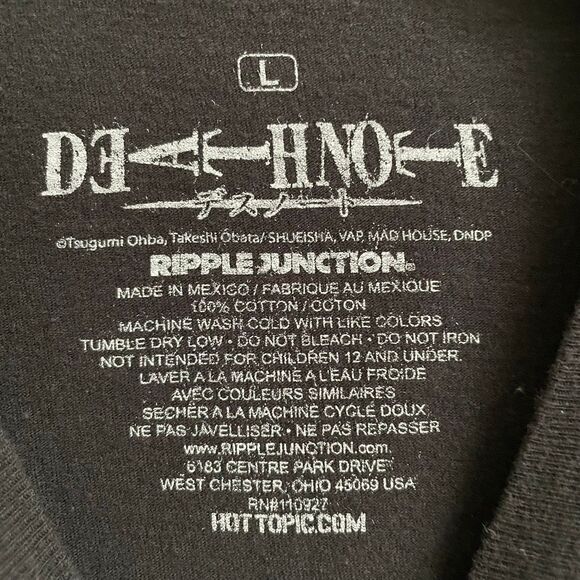 L
DEATH NOTE
デスノート
©Tsugumi Ohba, Takeshi Obata/ SHUEISHA, VAP, MAD HOUSE, DNDP
RIPPLE JUNCTION®
MADE IN MEXICO / FABRIQUE AU MEXIQUE
100% COTTON / COTON
MACHINE WASH COLD WITH LIKE COLORS
TUMBLE DRY LOW • DO NOT BLEACH • DO NOT IRON
NOT INTENDED FOR CHILDREN 12 AND UNDER.
LAVER A LA MACHINE A L'EAU FROIDE
AVEC COULEURS SIMILAIRES
SECHER A LA MACHINE CYCLE DOUX
NE PAS JAVELLISER • NE PAS REPASSER
www.RIPPLEJUNCTION.com
6183 CENTRE PARK DRIVE
WEST CHESTER, OHIO 45069 USA
RN#110927
HOTTOPIC.COM